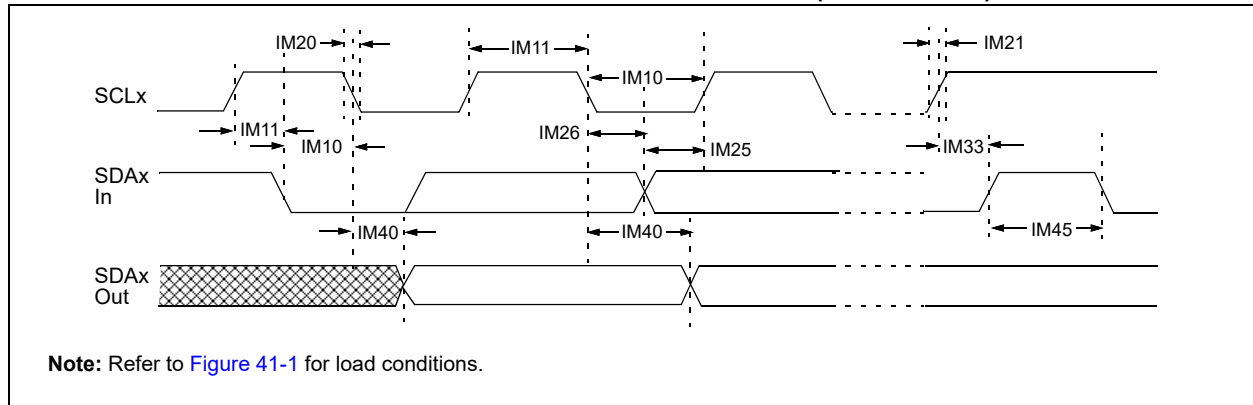 IM20
IM11
IM21
IM10
SCLx
IM11
IM10
IM26
IM25
IM33
SDAx
In
IM40
IM40
IM45
SDAx
Out
Note: Refer to Figure 41-1 for load conditions.